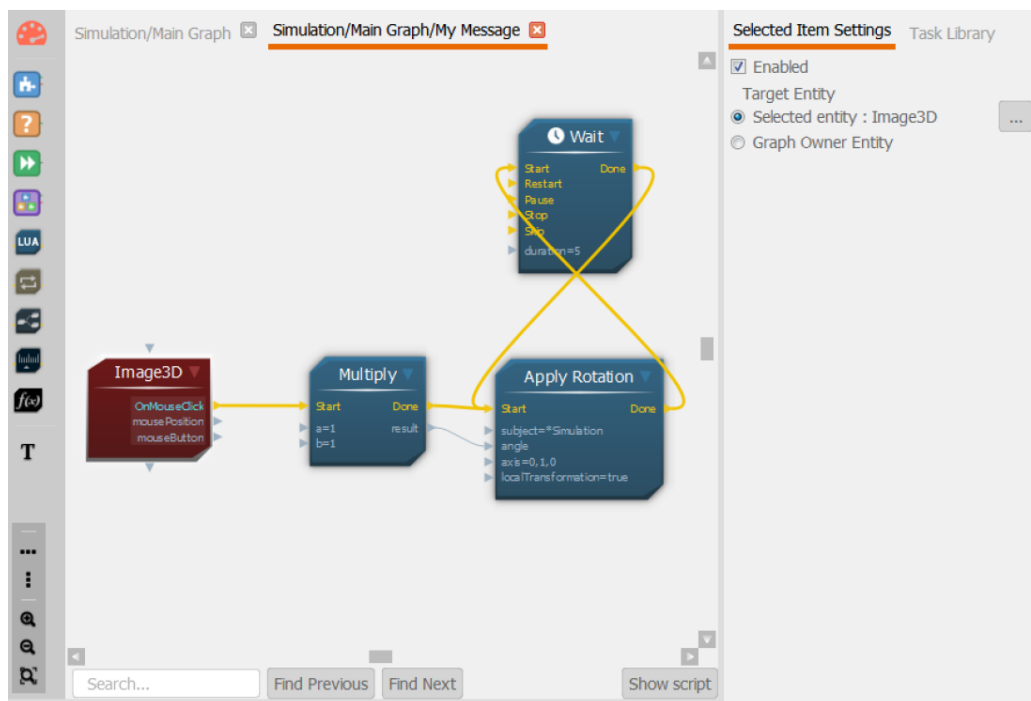 Simulation/Main Graph
Simulation/Main Graph/My Message
Selected Item Settings
Task Library
Enabled
Target Entity
Selected entity : Image3D
...
Graph Owner Entity
?
LUA
f(x)
T
Wait
Start Done
Restart
Pause
Stop
Skip
duration=5
Image3D
OnMouseClick
mousePosition
mouseButton
Multiply
Start Done
a=1 result
b=1
Apply Rotation
Start Done
subject=*Simulation
angle
axis=0,1,0
localTransformation=true
Search...
Find Previous
Find Next
Show script